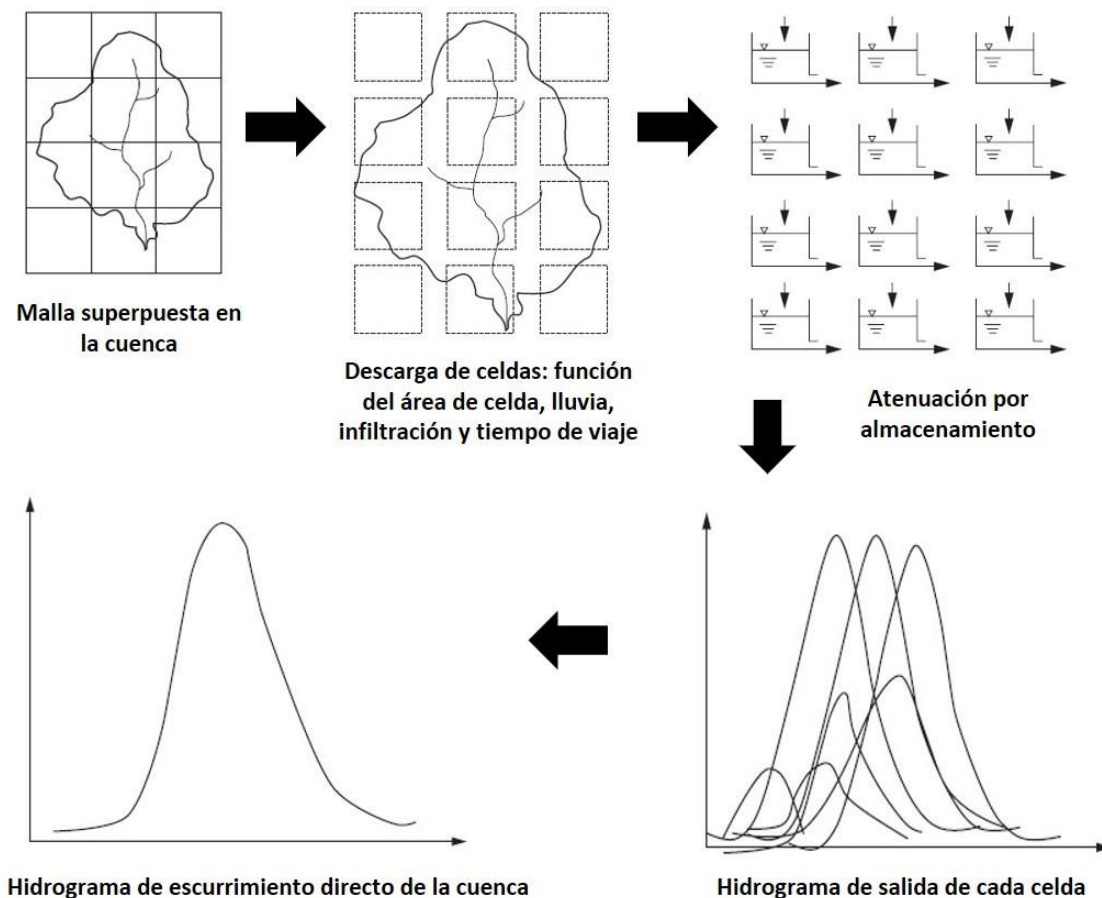 Malla superpuesta en
la cuenca
Descarga de celdas: función
del área de celda, lluvia,
infiltración y tiempo de viaje
Atenuación por
almacenamiento
Hidrograma de escurrimiento directo de la cuenca
Hidrograma de salida de cada celda